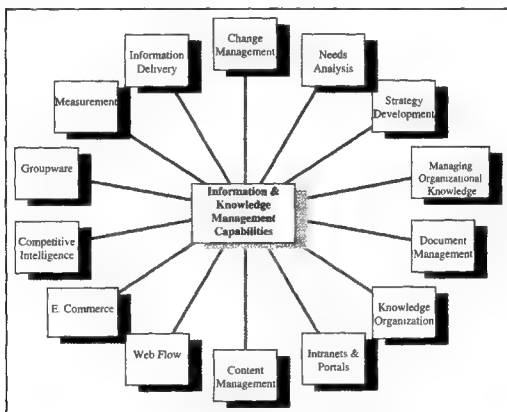 Change
Management
Information
Delivery
Needs
Analysis
Measurement
Strategy
Development
Groupware
Managing
Organizational
Knowledge
Information &
Knowledge
Management
Capabilities
Competitive
Intelligence
Document
Management
E. Commerce
Knowledge
Organization
Web Flow
Content
Management
Intranets &
Portals